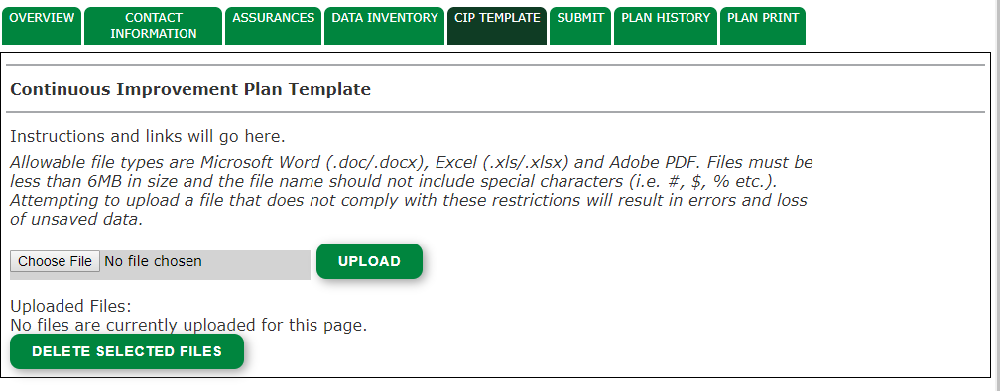 OVERVIEW
CONTACT INFORMATION
ASSURANCES
DATA INVENTORY
CIP TEMPLATE
SUBMIT
PLAN HISTORY
PLAN PRINT
Continuous Improvement Plan Template
Instructions and links will go here.
Allowable file types are Microsoft Word (.doc/.docx), Excel (.xls/.xlsx) and Adobe PDF. Files must be
less than 6MB in size and the file name should not include special characters (i.e. #, $, % etc.).
Attempting to upload a file that does not comply with these restrictions will result in errors and loss
of unsaved data.
Choose File No file chosen UPLOAD
Uploaded Files:
No files are currently uploaded for this page.
DELETE SELECTED FILES